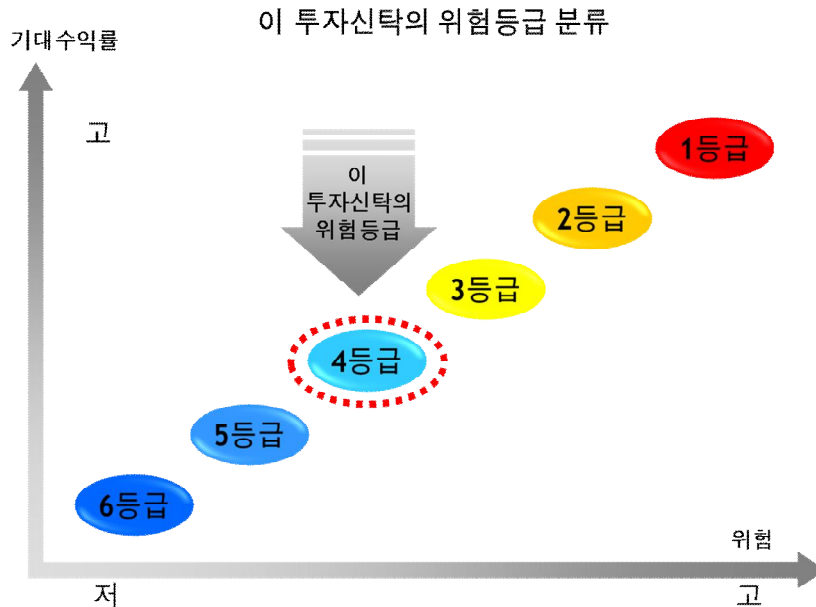 이 투자신탁의 위험등급 분류
기대수익률
고
1등급
이
투자신탁의
위험등급
2등급
3등급
4등급
5등급
6등급
위험
저
고